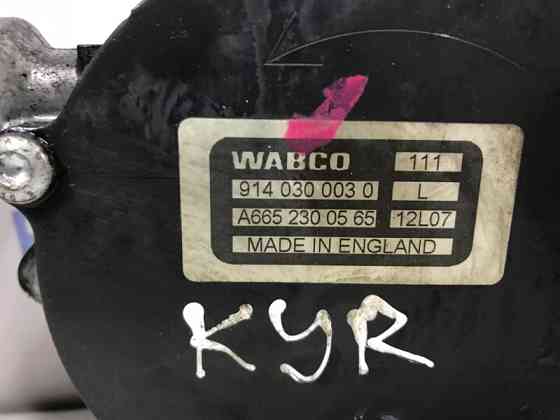 WABCO 111
914 030 003 0 L
A665 230 05 65 12L07
MADE IN ENGLAND
KYR